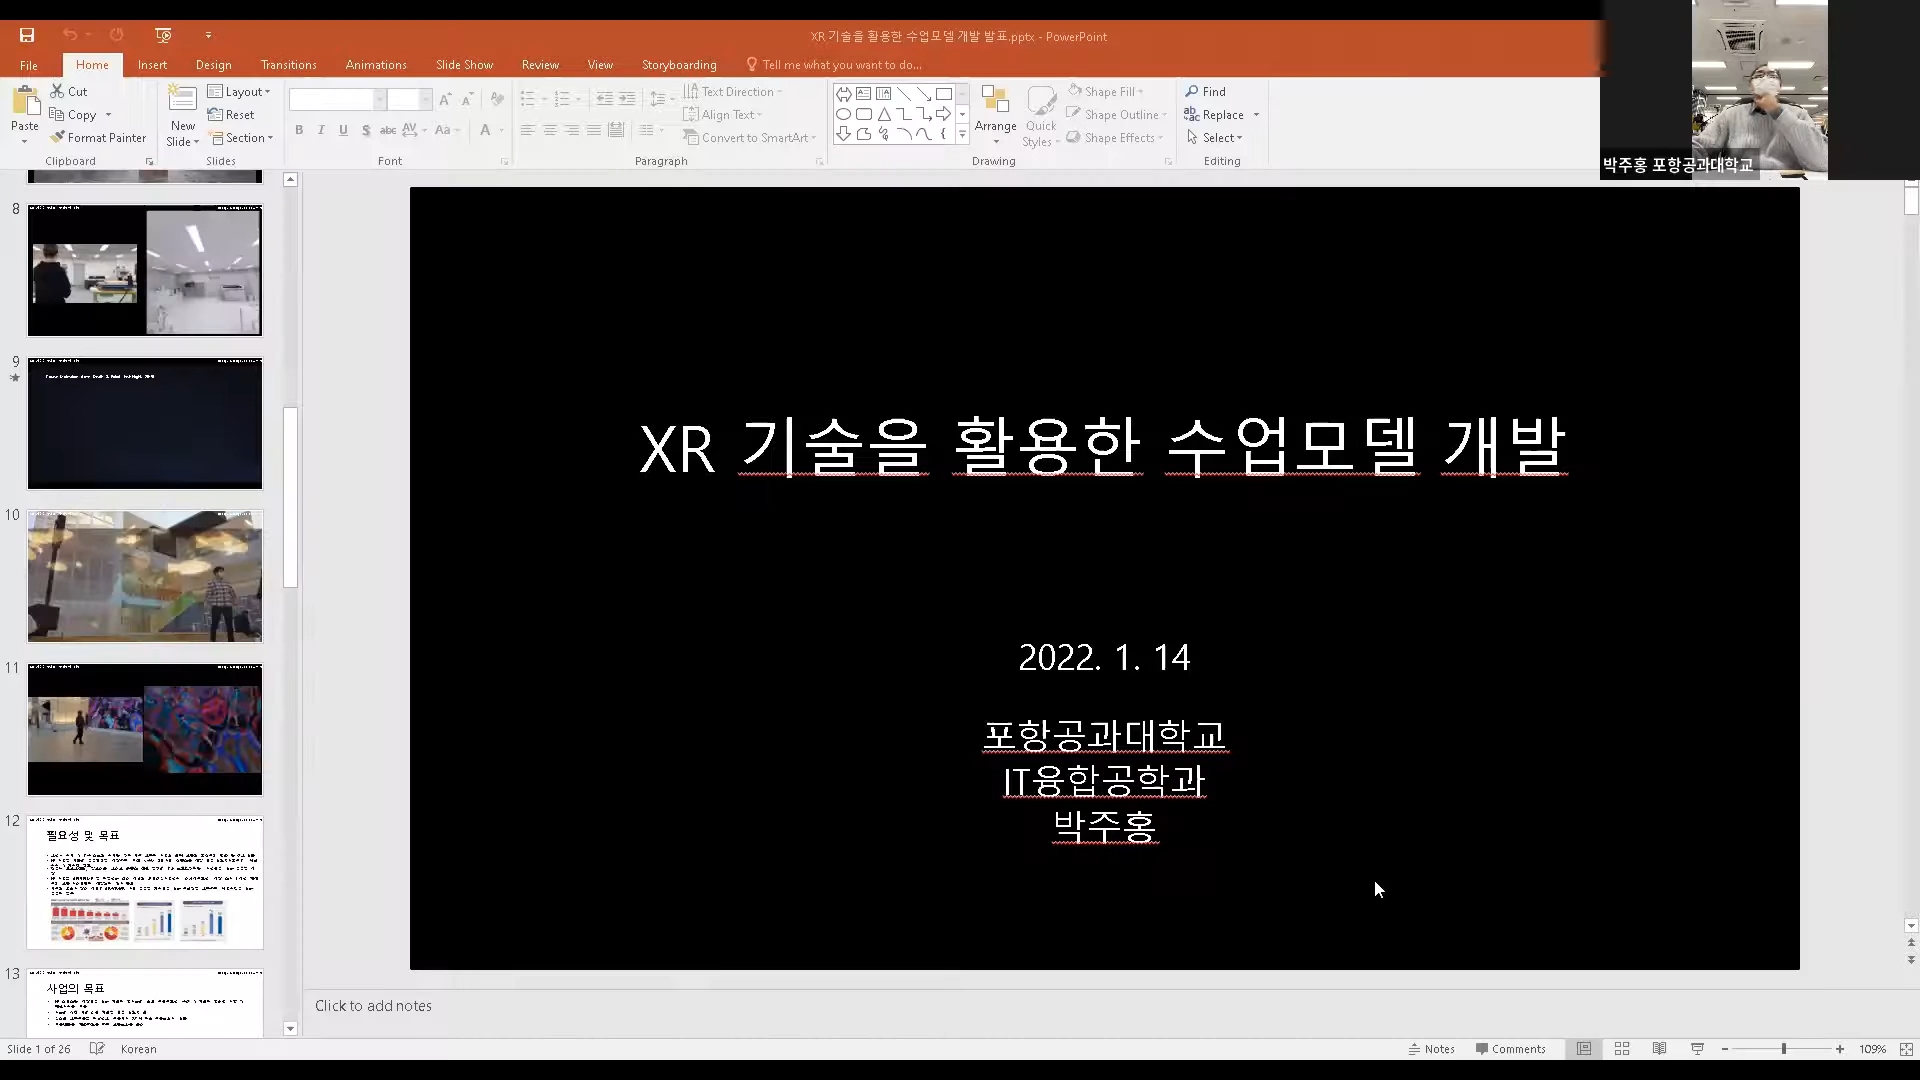 XR 기술을 활용한 수업모델 개발 발표.pptx - PowerPoint
File Home Insert Design Transitions Animations Slide Show Review View Storyboarding Tell me what you want to do...
Paste
Cut
Copy
Format Painter
Clipboard
New Slide
Layout
Reset
Section
Slides
B I U S abc AV Aa A
Font
Text Direction
Align Text
Convert to SmartArt
Paragraph
Arrange
Quick Styles
Shape Fill
Shape Outline
Shape Effects
Drawing
Find
Replace
Select
Editing
박주홍 포항공과대학교
8
9
10
11
12
필요성 및 목표
13
사업의 목표
XR 기술을 활용한 수업모델 개발
2022. 1. 14
포항공과대학교
IT융합공학과
박주홍
Click to add notes
Slide 1 of 26 Korean Notes Comments 109%